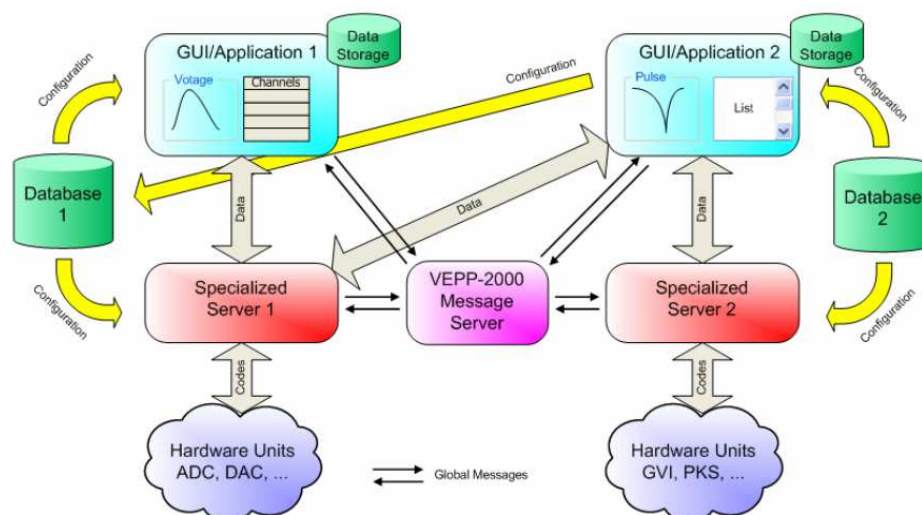 GUI/Application 1
Data
Storage
Votage
Channels
GUI/Application 2
Data
Storage
Pulse
List
Configuration
Configuration
Database
1
Database
2
Data
Data
Data
Configuration
Configuration
Specialized
Server 1
VEPP-2000
Message
Server
Specialized
Server 2
Codes
Codes
Hardware Units
ADC, DAC, ...
Hardware Units
GVI, PKS, ...
Global Messages